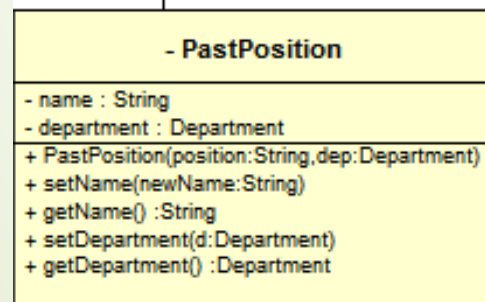 - PastPosition
- name : String
- department : Department
+ PastPosition(position:String,dep:Department)
+ setName(newName:String)
+ getName() :String
+ setDepartment(d:Department)
+ getDepartment() :Department